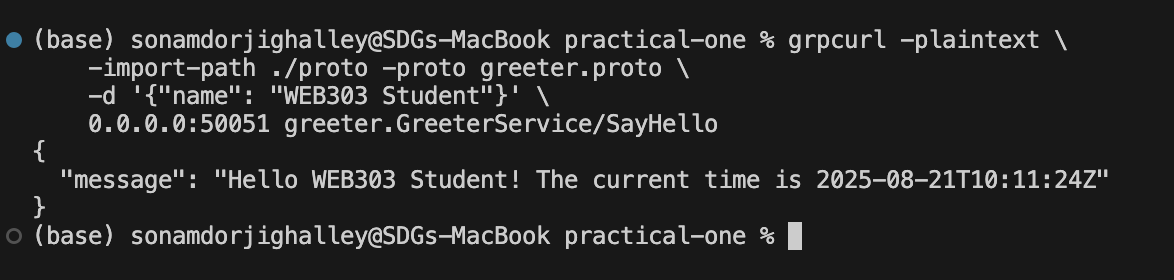 (base) sonamdorjighalley@SDGs-MacBook practical-one % grpcurl -plaintext \
    -import-path ./proto -proto greeter.proto \
    -d '{"name": "WEB303 Student"}' \
    0.0.0.0:50051 greeter.GreeterService/SayHello
{
  "message": "Hello WEB303 Student! The current time is 2025-08-21T10:11:24Z"
}
(base) sonamdorjighalley@SDGs-MacBook practical-one %